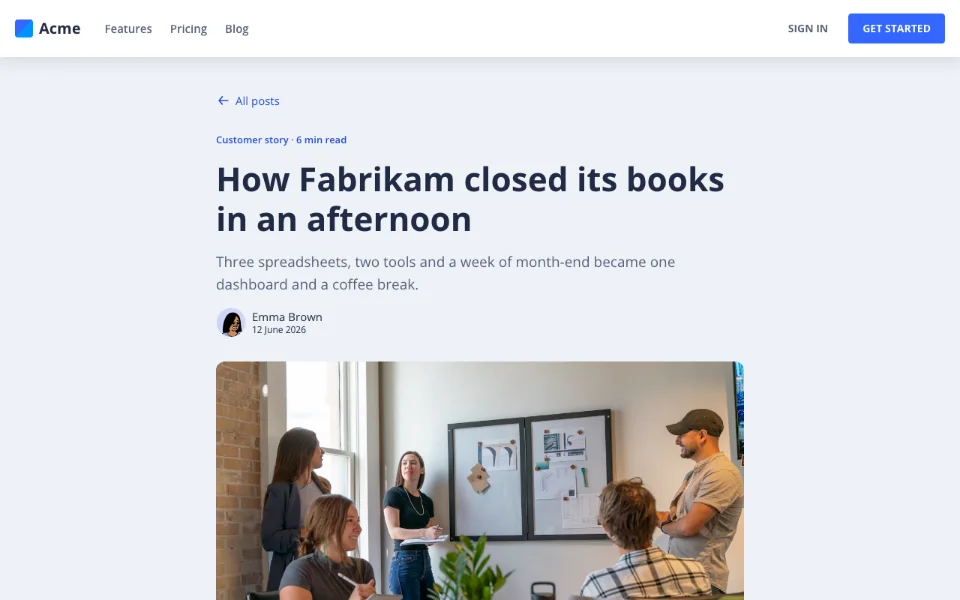 Acme
Features
Pricing
Blog
SIGN IN
GET STARTED
← All posts
Customer story · 6 min read
How Fabrikam closed its books
in an afternoon
Three spreadsheets, two tools and a week of month-end became one
dashboard and a coffee break.
Emma Brown
12 June 2026